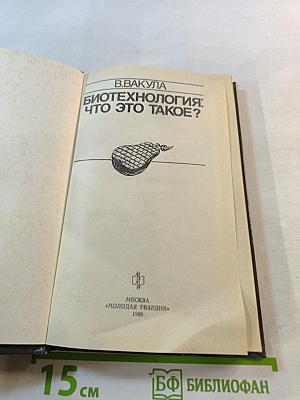 В.ВАКУЛА
БИОТЕХНОЛОГИЯ:
ЧТО ЭТО ТАКОЕ?
МОСКВА
«МОЛОДАЯ ГВАРДИЯ»
1989
15 см
БФ БИБЛИОФАН